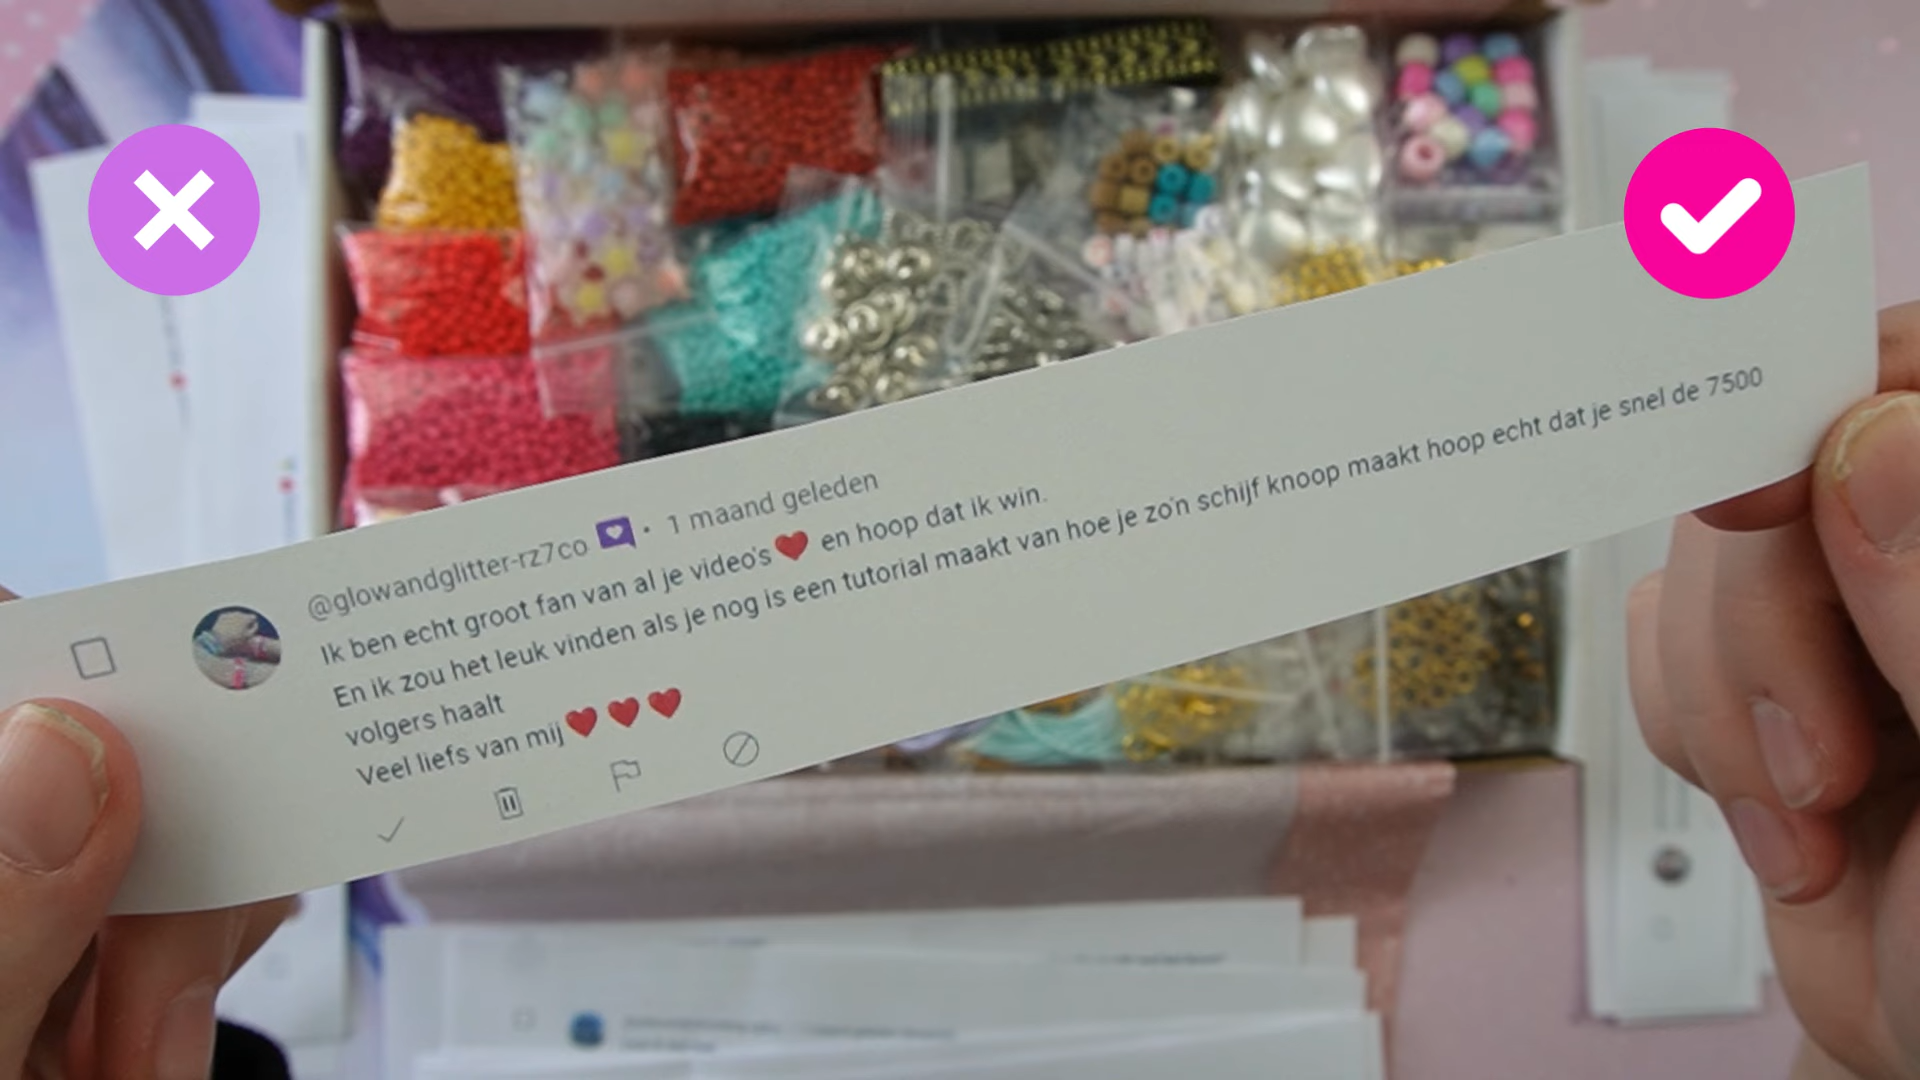 @glowandglitter-rz7co · 1 maand geleden
Ik ben echt groot fan van al je video's❤️ en hoop dat ik win.
En ik zou het leuk vinden als je nog is een tutorial maakt van hoe je zo'n schijf knoop maakt hoop echt dat je snel de 7500
volgers haalt
Veel liefs van mij❤️❤️❤️